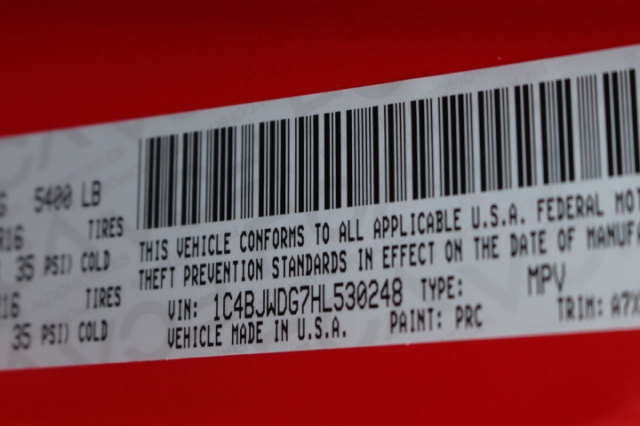 5400 LB
TIRES
35 PSI) COLD
TIRES
35 PSI) COLD
THIS VEHICLE CONFORMS TO ALL APPLICABLE U.S.A. FEDERAL
THEFT PREVENTION STANDARDS IN EFFECT ON THE DATE OF
VIN: 1C4BJWDG7HL530248 TYPE: MPV
VEHICLE MADE IN U.S.A. PAINT: PRC TRIM: